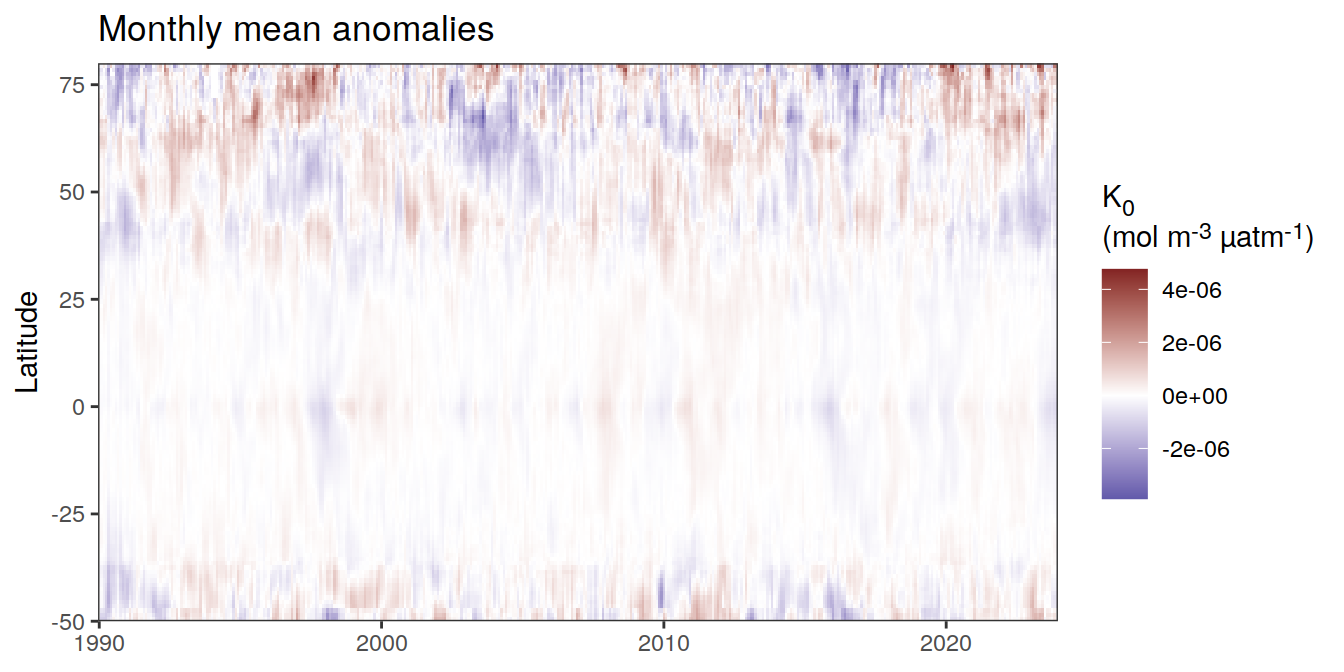 Monthly mean anomalies
Latitude
75
50
25
0
-25
-50
1990
2000
2010
2020
K₀
(mol m⁻³ µatm⁻¹)
4e-06
2e-06
0e+00
-2e-06